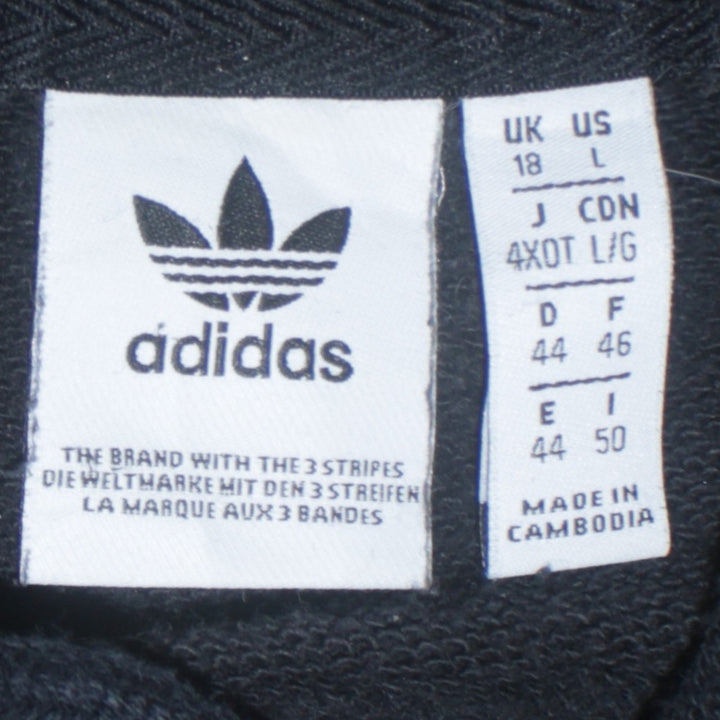 adidas
THE BRAND WITH THE 3 STRIPES
DIE WELTMARKE MIT DEN 3 STREIFEN
LA MARQUE AUX 3 BANDES
UK US
18 L
J CDN
4XOT L/G
D F
44 46
E I
44 50
MADE IN
CAMBODIA